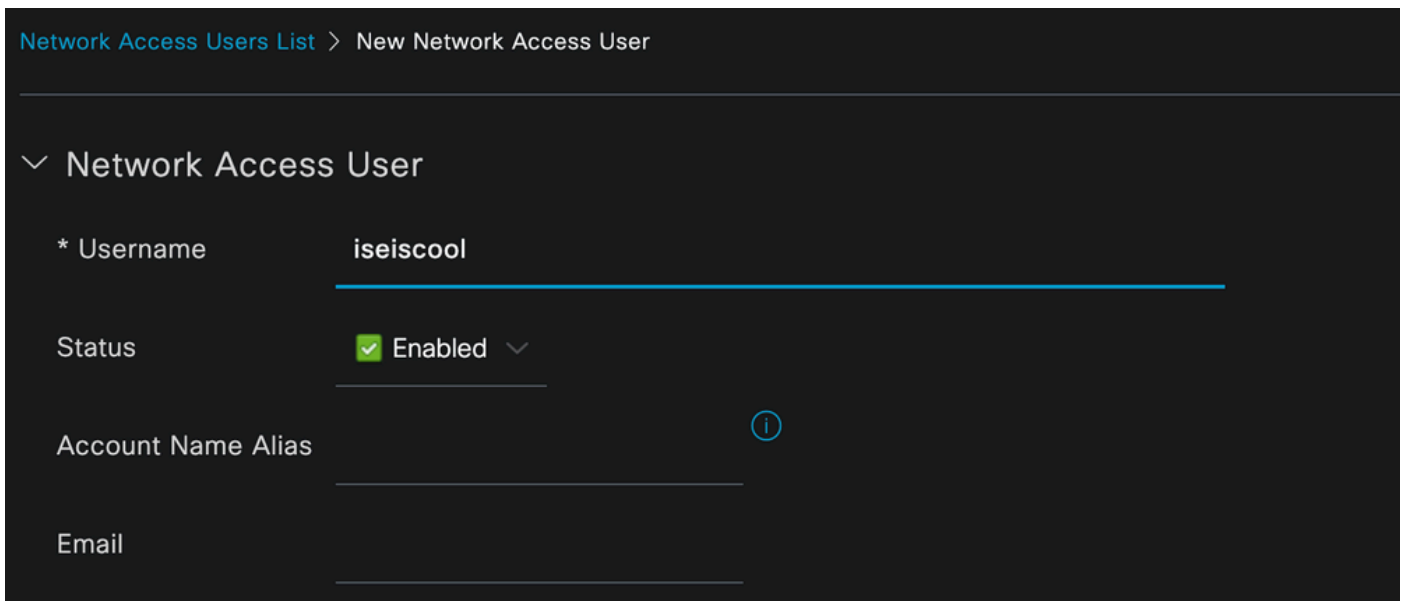 Network Access Users List > New Network Access User
Network Access User
* Username iseiscool
Status Enabled
Account Name Alias
Email